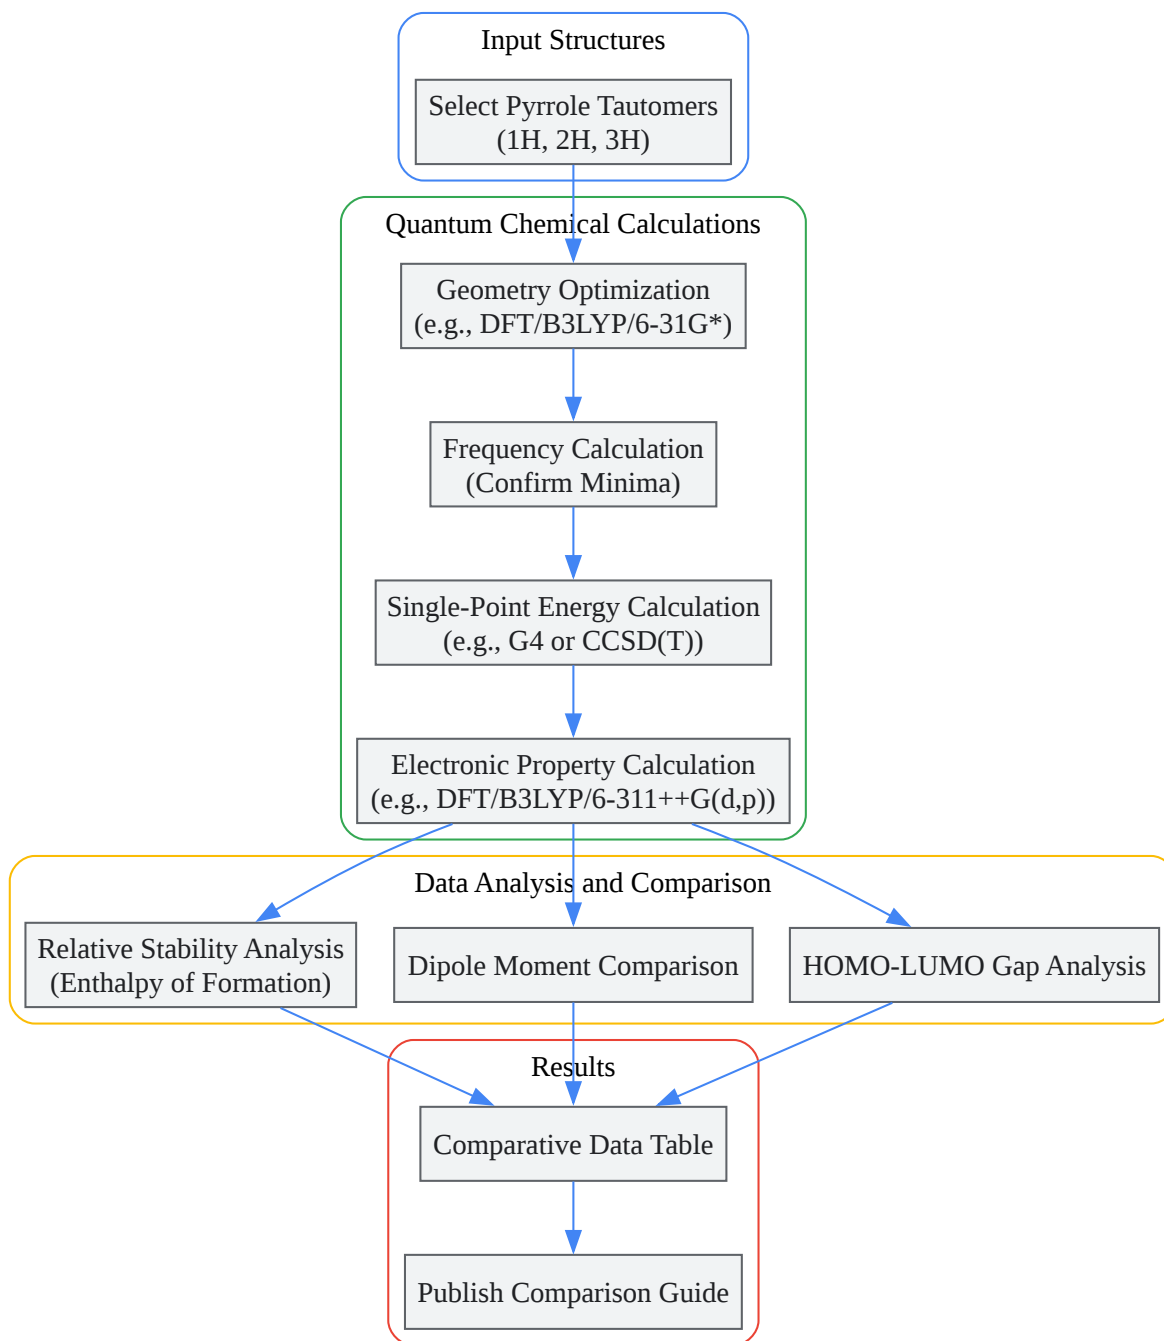 Input Structures
Select Pyrrole Tautomers
(1H, 2H, 3H)
Quantum Chemical Calculations
Geometry Optimization
(e.g., DFT/B3LYP/6-31G*)
Frequency Calculation
(Confirm Minima)
Single-Point Energy Calculation
(e.g., G4 or CCSD(T))
Electronic Property Calculation
(e.g., DFT/B3LYP/6-311++G(d,p))
Data Analysis and Comparison
Relative Stability Analysis
(Enthalpy of Formation)
Dipole Moment Comparison
HOMO-LUMO Gap Analysis
Results
Comparative Data Table
Publish Comparison Guide